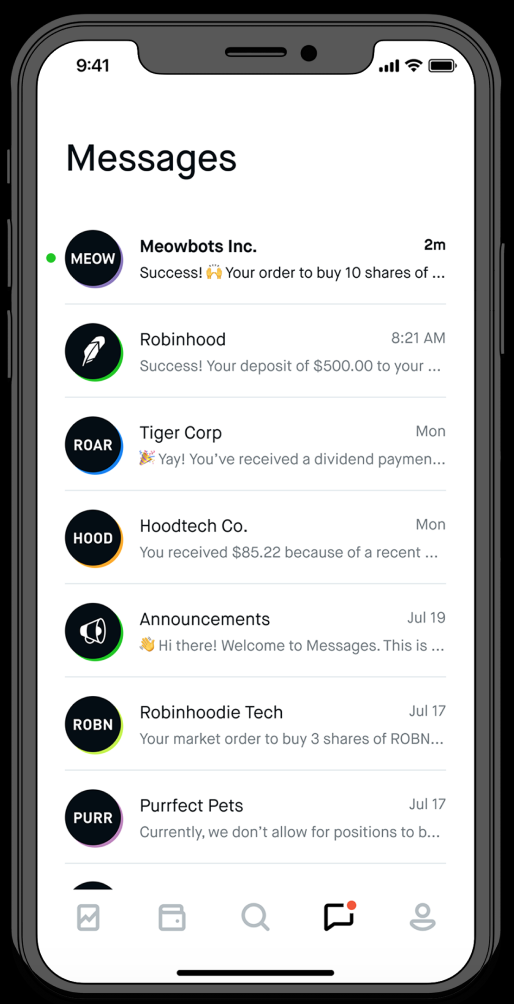 9:41
Messages
MEOW
Meowbots Inc.
2m
Success! 🙌 Your order to buy 10 shares of ...
Robinhood
8:21 AM
Success! Your deposit of $500.00 to your ...
ROAR
Tiger Corp
Mon
🎉 Yay! You’ve received a dividend paymen...
HOOD
Hoodtech Co.
Mon
You received $85.22 because of a recent ...
Announcements
Jul 19
👋 Hi there! Welcome to Messages. This is ...
ROBN
Robinhoodie Tech
Jul 17
Your market order to buy 3 shares of ROBN...
PURR
Purrfect Pets
Jul 17
Currently, we don’t allow for positions to b...